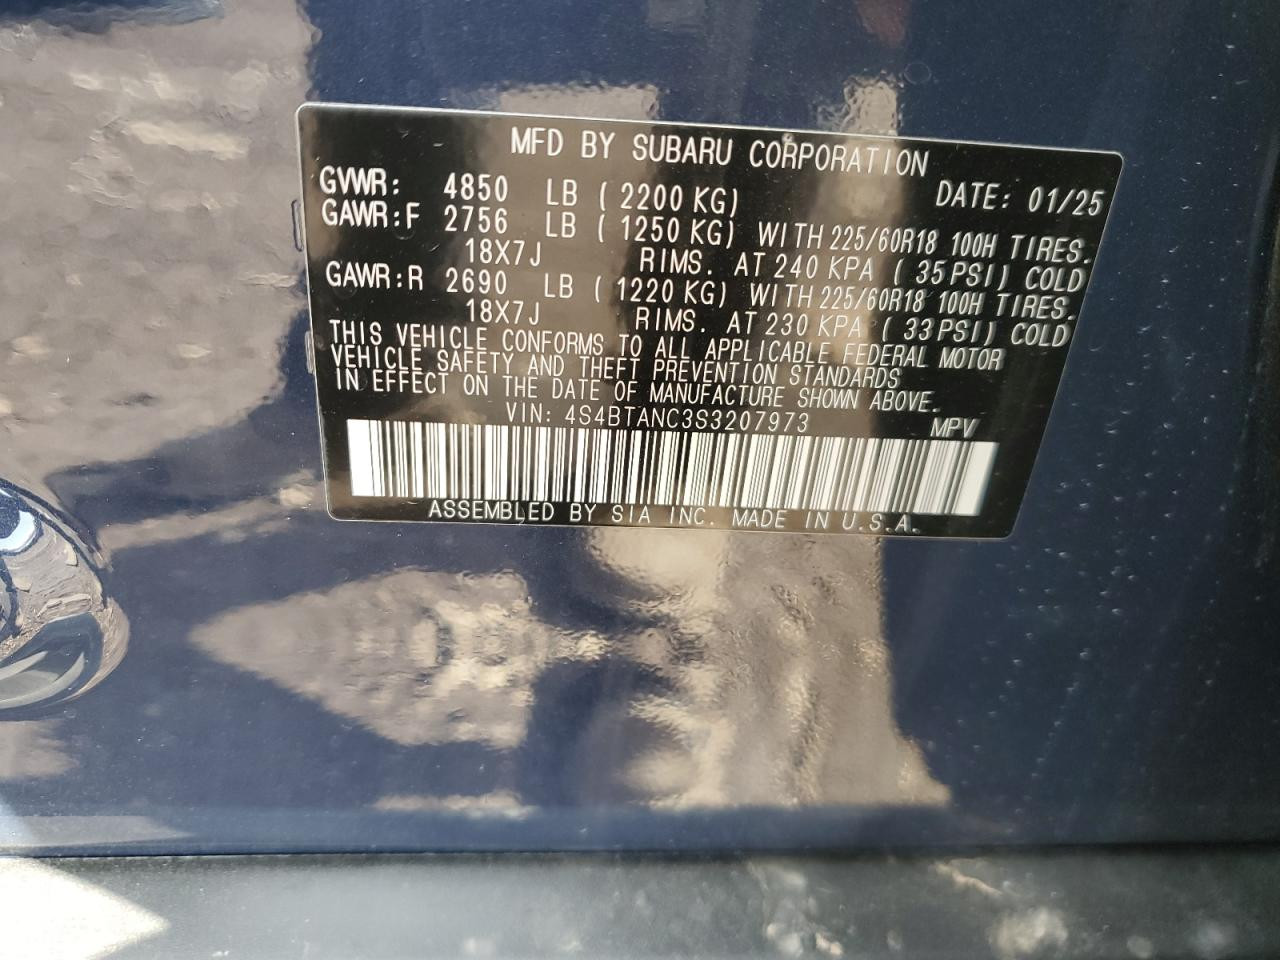 MFD BY SUBARU CORPORATION
GVWR: 4850 LB ( 2200 KG) DATE: 01/25
GAWR:F 2756 LB ( 1250 KG) WITH 225/60R18 100H TIRES.
18X7J RIMS. AT 240 KPA ( 35 PSI) COLD
GAWR:R 2690 LB ( 1220 KG) WITH 225/60R18 100H TIRES.
18X7J RIMS. AT 230 KPA ( 33 PSI) COLD
THIS VEHICLE CONFORMS TO ALL APPLICABLE FEDERAL MOTOR
VEHICLE SAFETY AND THEFT PREVENTION STANDARDS
IN EFFECT ON THE DATE OF MANUFACTURE SHOWN ABOVE.
VIN: 4S4BTANC3S3207973 MPV
ASSEMBLED BY SIA INC. MADE IN U.S.A.